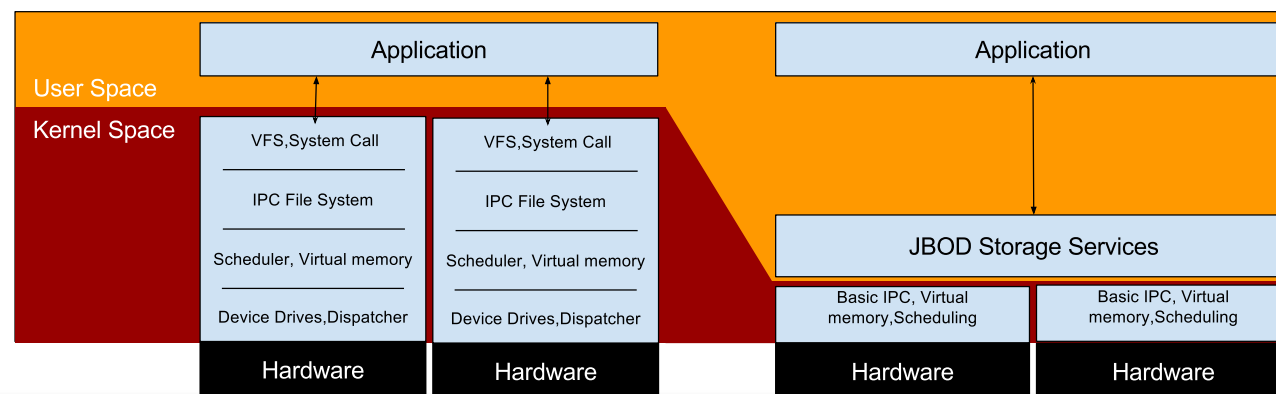 Application
Application
User Space
Kernel Space
VFS,System Call
IPC File System
Scheduler, Virtual memory
Device Drives,Dispatcher
Hardware
VFS,System Call
IPC File System
Scheduler, Virtual memory
Device Drives,Dispatcher
Hardware
JBOD Storage Services
Basic IPC, Virtual
memory,Scheduling
Hardware
Basic IPC, Virtual
memory,Scheduling
Hardware